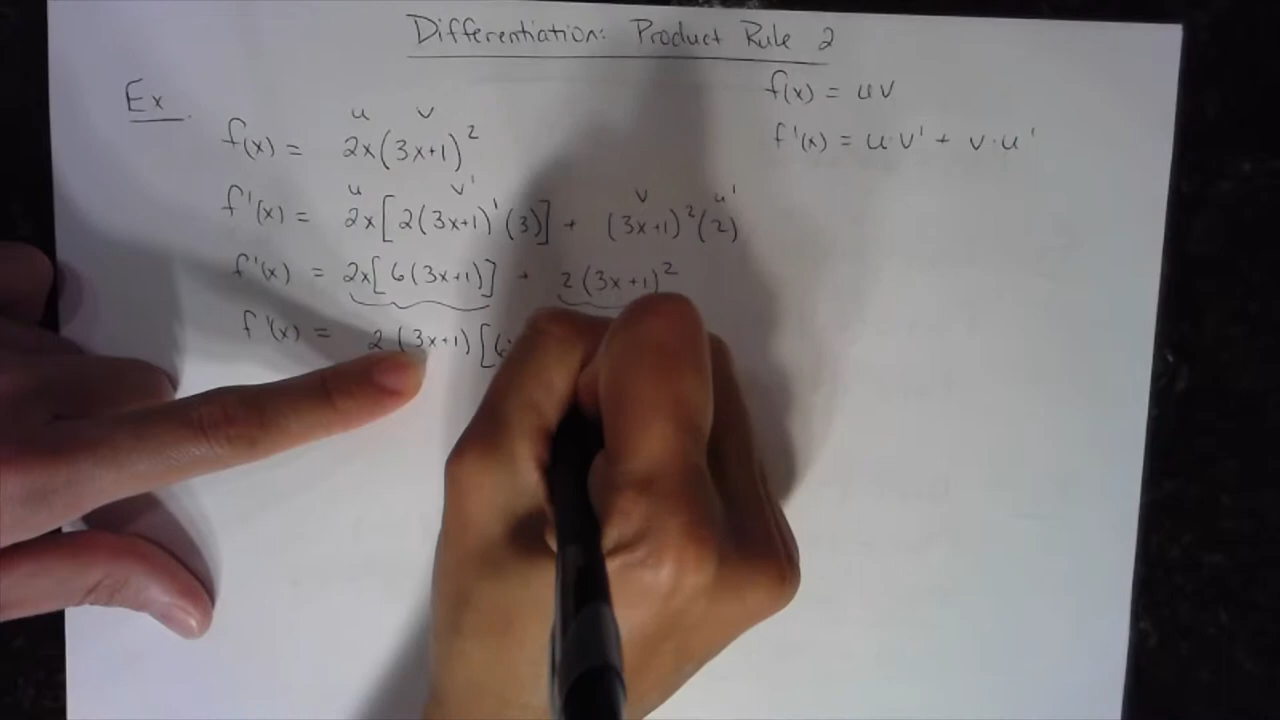 Differentiation: Product Rule 2
f(x) = uv
f'(x) = u·v' + v·u'
Ex
u v
f(x) = 2x(3x+1)²
u v' v u'
f'(x) = 2x[2(3x+1)'(3)] + (3x+1)²(2)
f'(x) = 2x[6(3x+1)] + 2(3x+1)²
f'(x) = 2(3x+1)[6